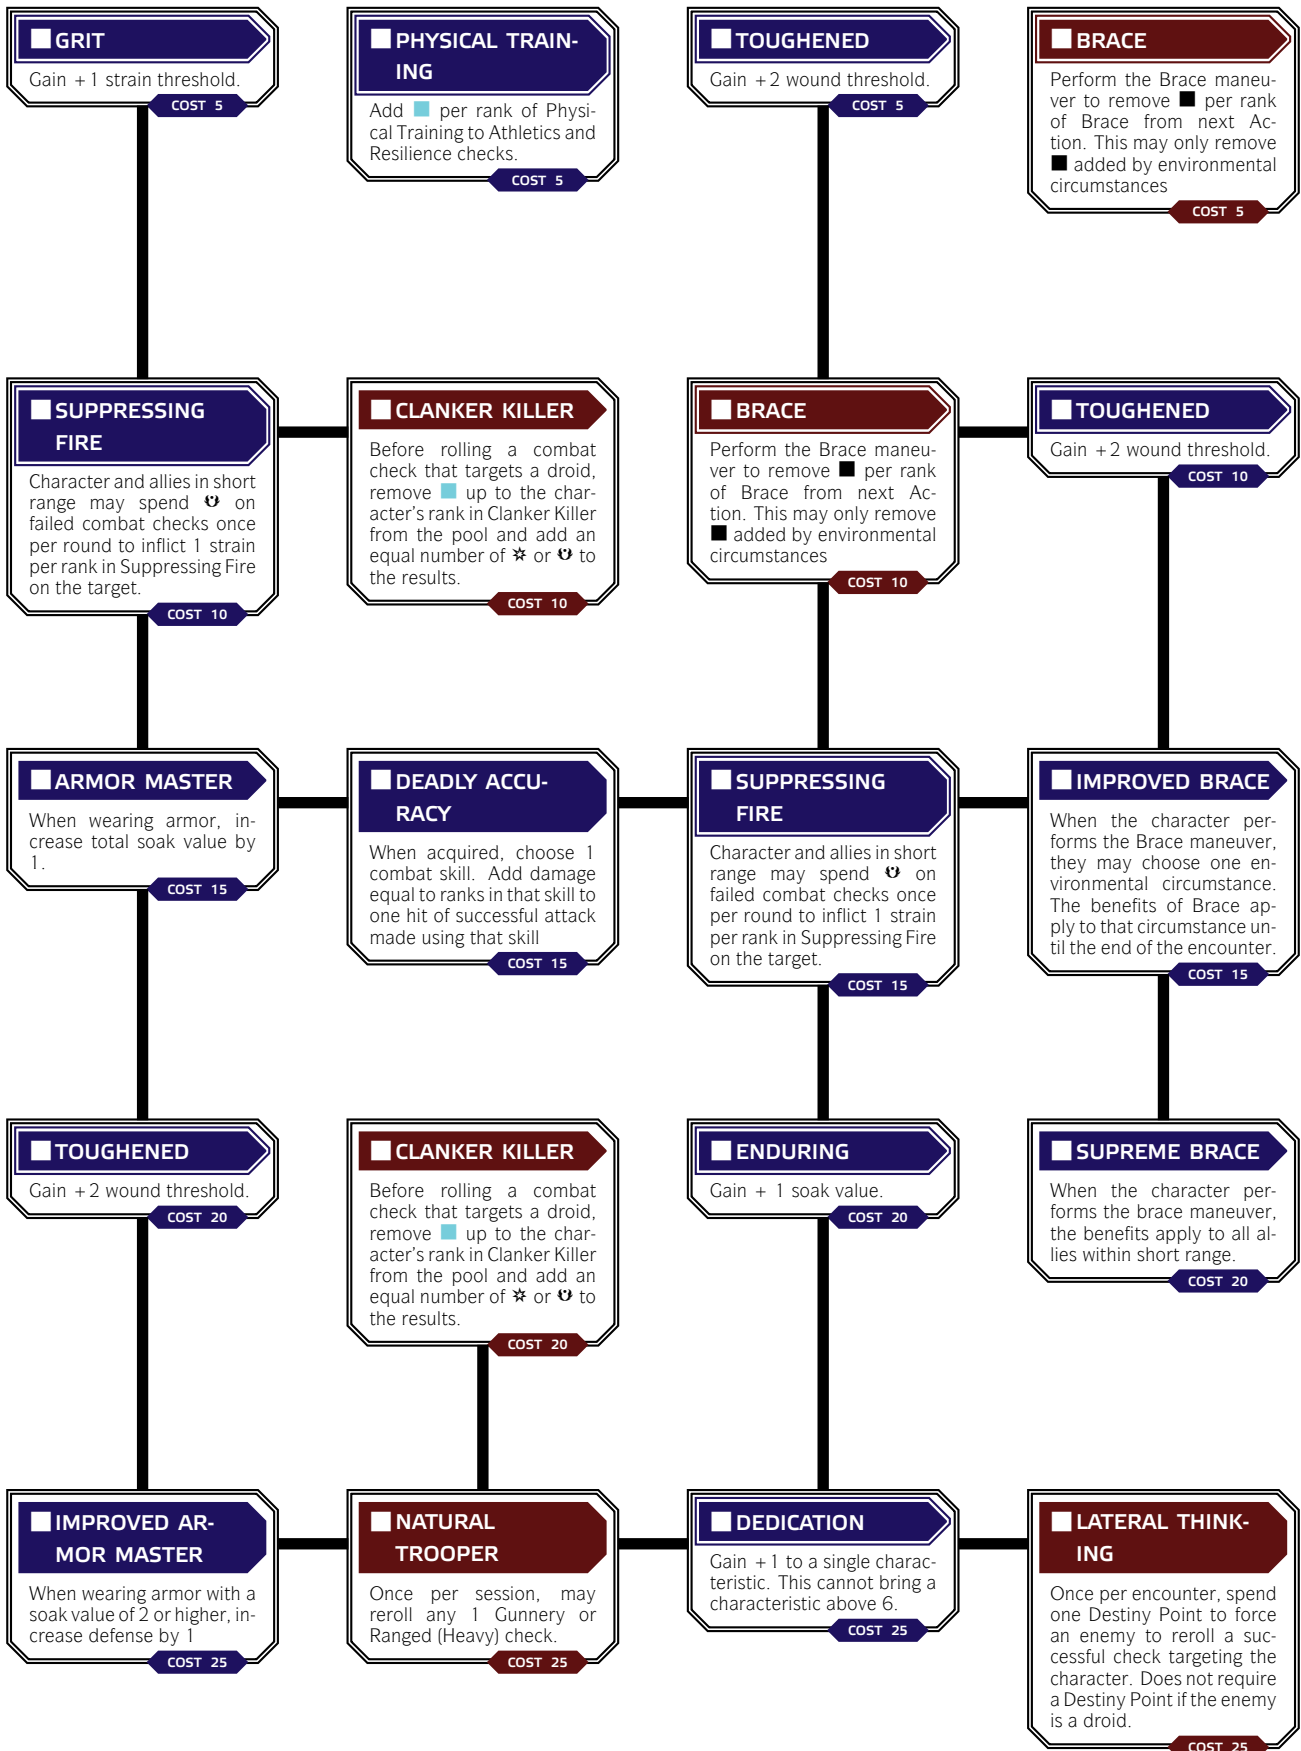 GRIT
Gain +1 strain threshold.
COST 5
PHYSICAL TRAIN-
ING
Add per rank of Physi-
cal Training to Athletics and
Resilience checks.
COST 5
TOUGHENED
Gain +2 wound threshold.
COST 5
BRACE
Perform the Brace maneu-
ver to remove ■ per rank
of Brace from next Ac-
tion. This may only remove
■ added by environmental
circumstances
COST 5
SUPPRESSING
FIRE
Character and allies in short
range may spend on
failed combat checks once
per round to inflict 1 strain
per rank in Suppressing Fire
on the target.
COST 10
CLANKER KILLER
Before rolling a combat
check that targets a droid,
remove up to the char-
acter's rank in Clanker Killer
from the pool and add an
equal number of or to
the results.
COST 10
BRACE
Perform the Brace maneu-
ver to remove ■ per rank
of Brace from next Ac-
tion. This may only remove
■ added by environmental
circumstances
COST 10
TOUGHENED
Gain +2 wound threshold.
COST 10
ARMOR MASTER
When wearing armor, in-
crease total soak value by
1.
COST 15
DEADLY ACCU-
RACY
When acquired, choose 1
combat skill. Add damage
equal to ranks in that skill to
one hit of successful attack
made using that skill
COST 15
SUPPRESSING
FIRE
Character and allies in short
range may spend on
failed combat checks once
per round to inflict 1 strain
per rank in Suppressing Fire
on the target.
COST 15
IMPROVED BRACE
When the character per-
forms the Brace maneuver,
they may choose one en-
vironmental circumstance.
The benefits of Brace ap-
ply to that circumstance un-
til the end of the encounter.
COST 15
TOUGHENED
Gain +2 wound threshold.
COST 20
CLANKER KILLER
Before rolling a combat
check that targets a droid,
remove up to the char-
acter's rank in Clanker Killer
from the pool and add an
equal number of or to
the results.
COST 20
ENDURING
Gain + 1 soak value.
COST 20
SUPREME BRACE
When the character per-
forms the brace maneuver,
the benefits apply to all al-
lies within short range.
COST 20
IMPROVED AR-
MOR MASTER
When wearing armor with a
soak value of 2 or higher, in-
crease defense by 1
COST 25
NATURAL
TROOPER
Once per session, may
reroll any 1 Gunnery or
Ranged (Heavy) check.
COST 25
DEDICATION
Gain +1 to a single charac-
teristic. This cannot bring a
characteristic above 6.
COST 25
LATERAL THINK-
ING
Once per encounter, spend
one Destiny Point to force
an enemy to reroll a suc-
cessful check targeting the
character. Does not require
a Destiny Point if the enemy
is a droid.
COST 25